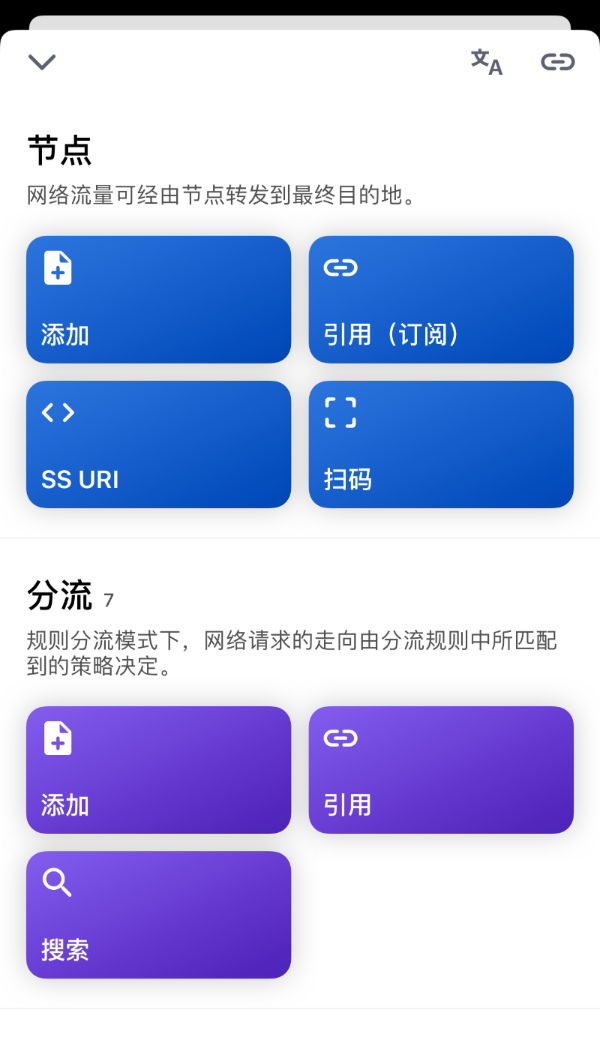 文A
节点
网络流量可经由节点转发到最终目的地。
添加
引用（订阅）
SS URI
扫码
分流 7
规则分流模式下，网络请求的走向由分流规则中所匹配
到的策略决定。
添加
引用
搜索